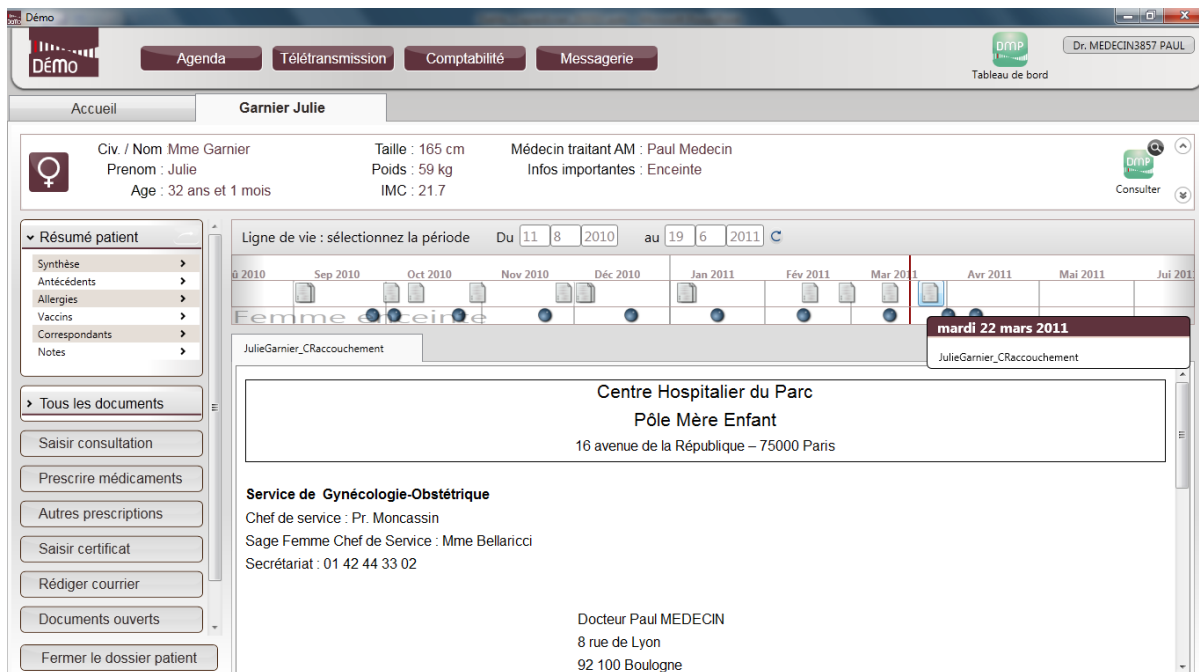 Démo
DéMo
Agenda
Télétransmission
Comptabilité
Messagerie
DMP
Tableau de bord
Dr. MEDECIN3857 PAUL
Accueil
Garnier Julie
Civ. / Nom Mme Garnier
Prenom : Julie
Age : 32 ans et 1 mois
Taille : 165 cm
Poids : 59 kg
IMC : 21.7
Médecin traitant AM : Paul Medecin
Infos importantes : Enceinte
DMP
Consulter
Résumé patient
Synthèse
Antécédents
Allergies
Vaccins
Correspondants
Notes
Tous les documents
Saisir consultation
Prescrire médicaments
Autres prescriptions
Saisir certificat
Rédiger courrier
Documents ouverts
Fermer le dossier patient
Ligne de vie : sélectionnez la période Du 11 8 2010 au 19 6 2011
û 2010 Sep 2010 Oct 2010 Nov 2010 Déc 2010 Jan 2011 Fév 2011 Mar 2011 Avr 2011 Mai 2011 Jui 201
Femme enceinte
mardi 22 mars 2011
JulieGarnier_CRaccouchement
JulieGarnier_CRaccouchement
Centre Hospitalier du Parc
Pôle Mère Enfant
16 avenue de la République – 75000 Paris
Service de Gynécologie-Obstétrique
Chef de service : Pr. Moncassin
Sage Femme Chef de Service : Mme Bellaricci
Secrétariat : 01 42 44 33 02
Docteur Paul MEDECIN
8 rue de Lyon
92 100 Boulogne